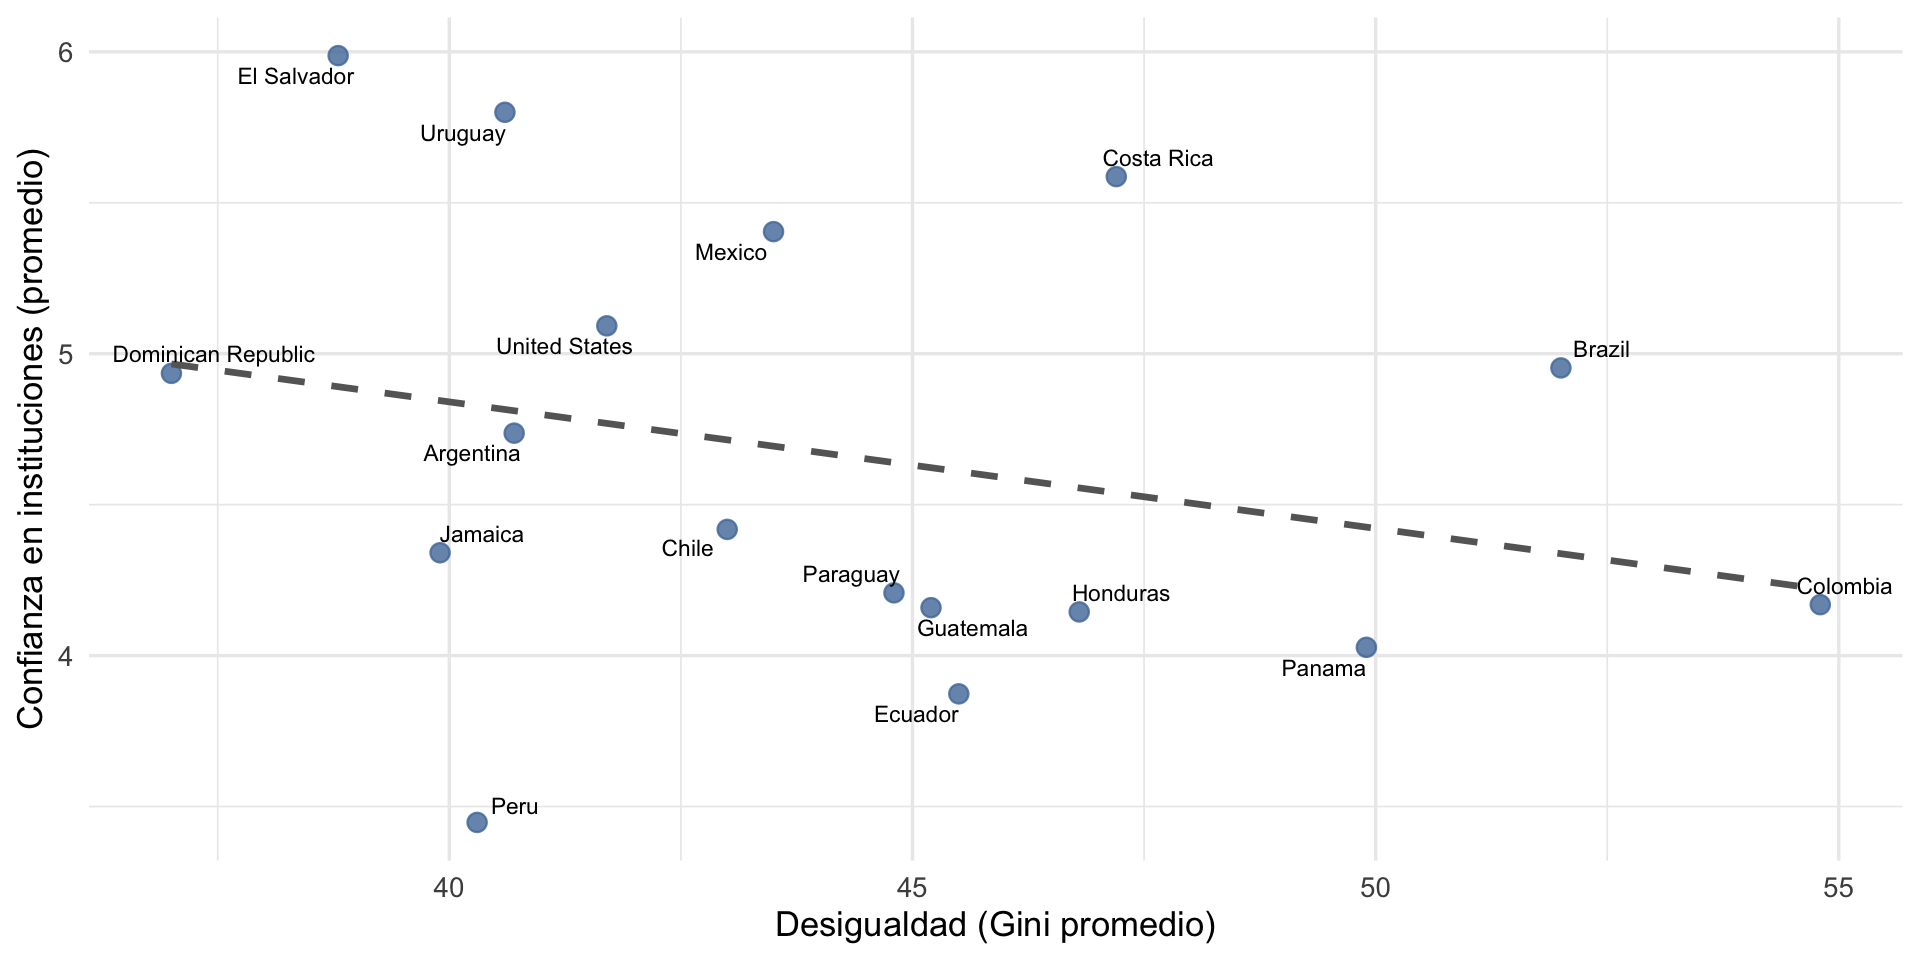 Confianza en instituciones (promedio)
6
5
4
El Salvador
Uruguay
Costa Rica
Mexico
United States
Dominican Republic
Brazil
Argentina
Jamaica
Chile
Paraguay
Honduras
Colombia
Guatemala
Panama
Ecuador
Peru
40
45
50
55
Desigualdad (Gini promedio)